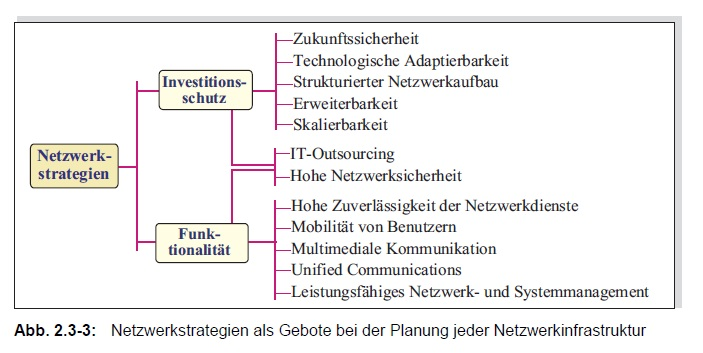 Netzwerk-
strategien
Investitions-
schutz
Zukunftssicherheit
Technologische Adaptierbarkeit
Strukturierter Netzwerkaufbau
Erweiterbarkeit
Skalierbarkeit
IT-Outsourcing
Hohe Netzwerksicherheit
Funk-
tionalität
Hohe Zuverlässigkeit der Netzwerkdienste
Mobilität von Benutzern
Multimediale Kommunikation
Unified Communications
Leistungsfähiges Netzwerk- und Systemmanagement
Abb. 2.3-3: Netzwerkstrategien als Gebote bei der Planung jeder Netzwerkinfrastruktur